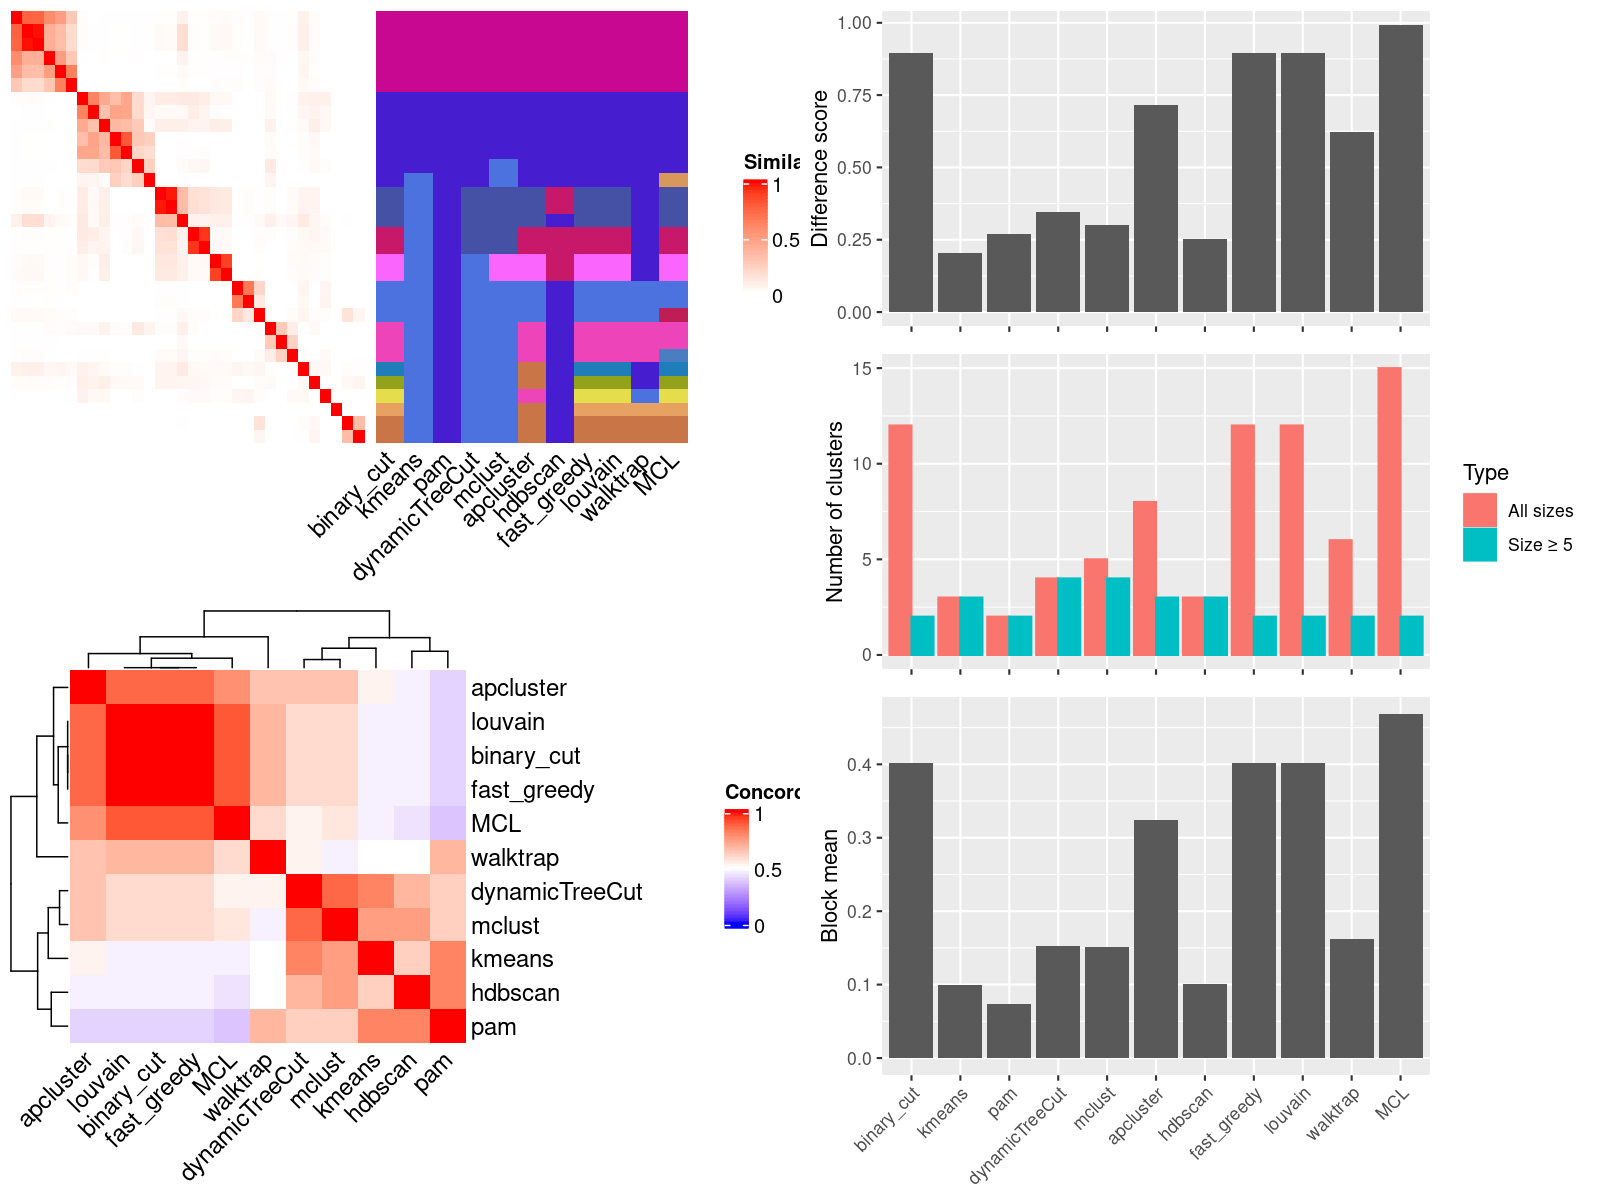 Simila
1
0.5
0
binary_cut
kmeans
pam
dynamicTreeCut
mclust
apcluster
hdbscan
fast_greedy
louvain
walktrap
MCL
Difference score
1.00
0.75
0.50
0.25
0.00
Number of clusters
15
10
5
0
Type
All sizes
Size ≥ 5
apcluster
louvain
binary_cut
fast_greedy
MCL
walktrap
dynamicTreeCut
mclust
kmeans
hdbscan
pam
Concord
1
0.5
0
apcluster
louvain
binary_cut
fast_greedy
MCL
walktrap
dynamicTreeCut
mclust
kmeans
hdbscan
pam
Block mean
0.4
0.3
0.2
0.1
0.0
binary_cut
kmeans
pam
dynamicTreeCut
mclust
apcluster
hdbscan
fast_greedy
louvain
walktrap
MCL